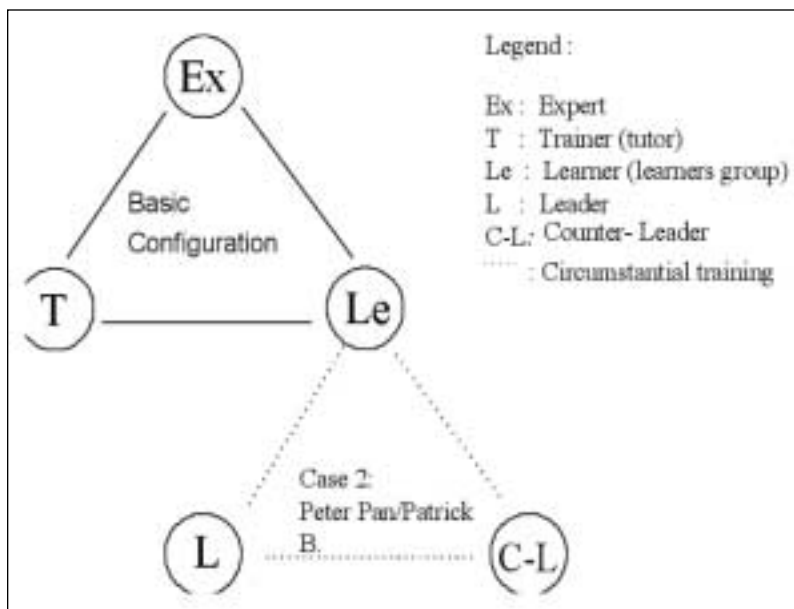 Ex
Basic
Configuration
T
Le
Case 2:
Peter Pan/Patrick
B.
L
C-L
Legend :
Ex : Expert
T : Trainer (tutor)
Le : Learner (learners group)
L : Leader
C-L: Counter- Leader
..... : Circumstantial training